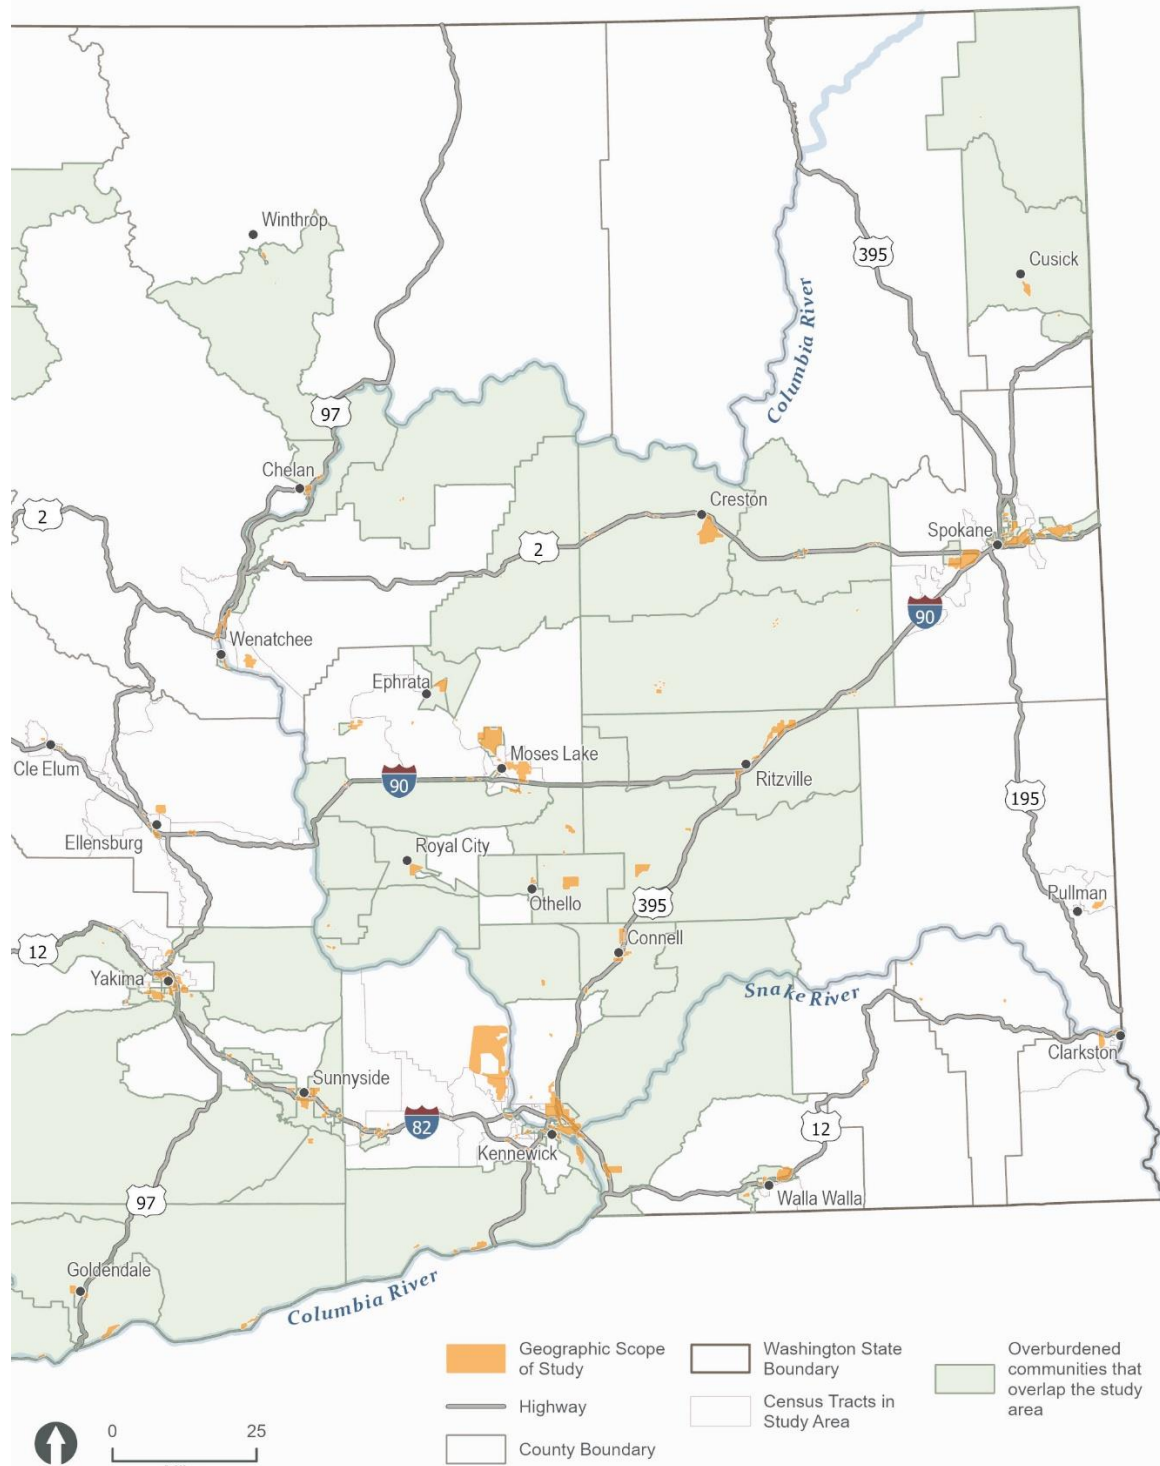 Winthrop
395
Cusick
Columbia River
97
Chelan
2
Creston
2
Spokane
90
Wenatchee
Ephrata
Moses Lake
Cle Elum
90
Ritzville
195
Ellensburg
Royal City
Othello
395
Pullman
12
Connell
Yakima
Snake River
Clarkston
Sunnyside
82
12
Kennewick
Walla Walla
97
Goldendale
Columbia River
Geographic Scope
of Study
Highway
County Boundary
Washington State
Boundary
Census Tracts in
Study Area
Overburdened
communities that
overlap the study
area
0 25